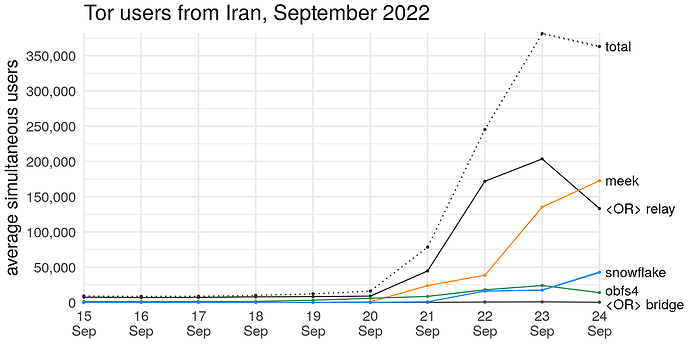 Tor users from Iran, September 2022
average simultaneous users
350,000
300,000
250,000
200,000
150,000
100,000
50,000
0
total
meek
<OR> relay
snowflake
obfs4
<OR> bridge
15 16 17 18 19 20 21 22 23 24
Sep Sep Sep Sep Sep Sep Sep Sep Sep Sep